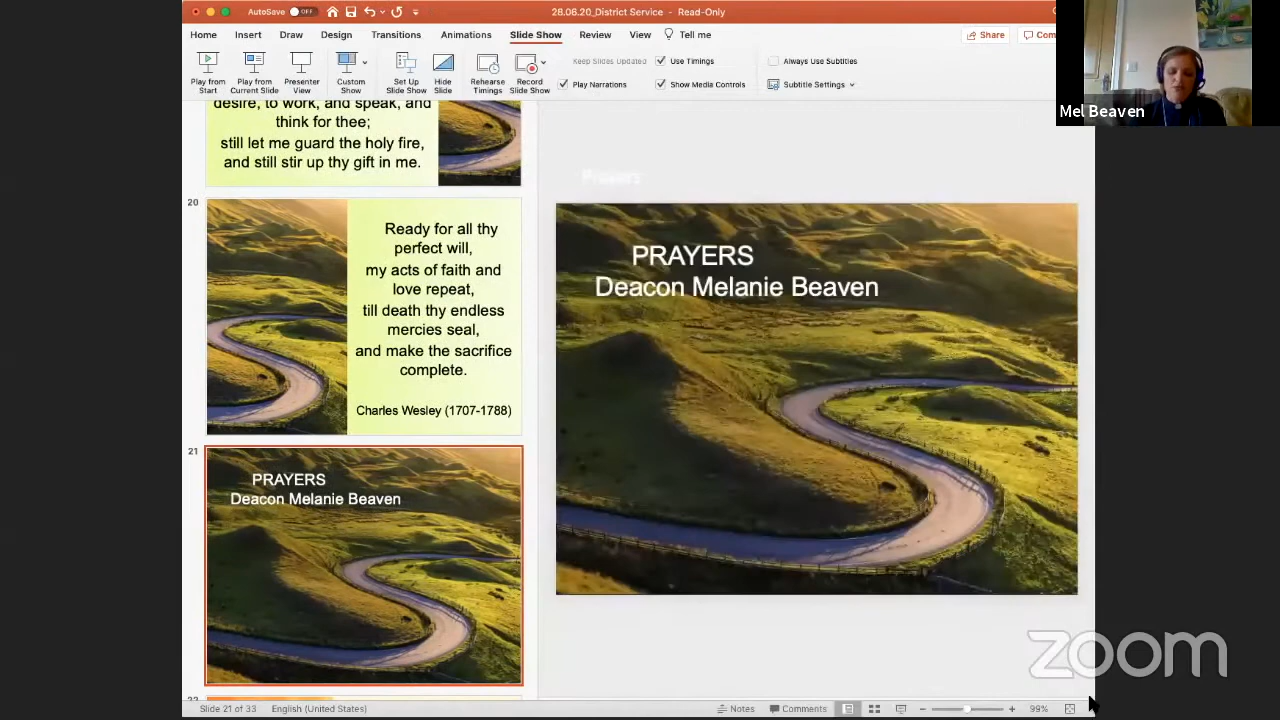 AutoSave OFF
28.06.20_District Service - Read-Only
Home Insert Draw Design Transitions Animations Slide Show Review View Tell me
Share Com
Play from Start
Play from Current Slide
Presenter View
Custom Show
Set Up Slide Show
Hide Slide
Rehearse Timings
Record Slide Show
Keep Slides Updated
Play Narrations
Use Timings
Show Media Controls
Always Use Subtitles
Subtitle Settings
Mel Beaven
desire, to work, and speak, and
think for thee;
still let me guard the holy fire,
and still stir up thy gift in me.
20
Ready for all thy
perfect will,
my acts of faith and
love repeat,
till death thy endless
mercies seal,
and make the sacrifice
complete.
Charles Wesley (1707-1788)
21
PRAYERS
Deacon Melanie Beaven
Prayers
PRAYERS
Deacon Melanie Beaven
zoom
Slide 21 of 33 English (United States)
Notes Comments 99%